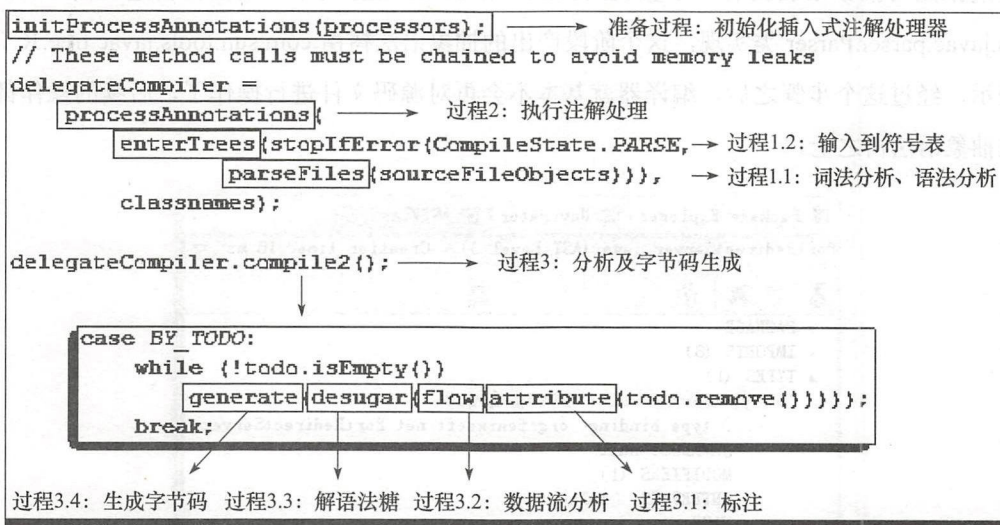 initProcessAnnotations(processors); 准备过程：初始化插入式注解处理器
// These method calls must be chained to avoid memory leaks
delegateCompiler =
processAnnotations( 过程2：执行注解处理
enterTrees(stopIfError(CompileState.PARSE, 过程1.2：输入到符号表
parseFiles(sourceFileObjects))), 过程1.1：词法分析、语法分析
classnames);
delegateCompiler.compile2(); 过程3：分析及字节码生成
case BY_TODO:
while (!todo.isEmpty())
generate(desugar(flow(attribute(todo.remove()))));
break;
过程3.4：生成字节码 过程3.3：解语法糖 过程3.2：数据流分析 过程3.1：标注